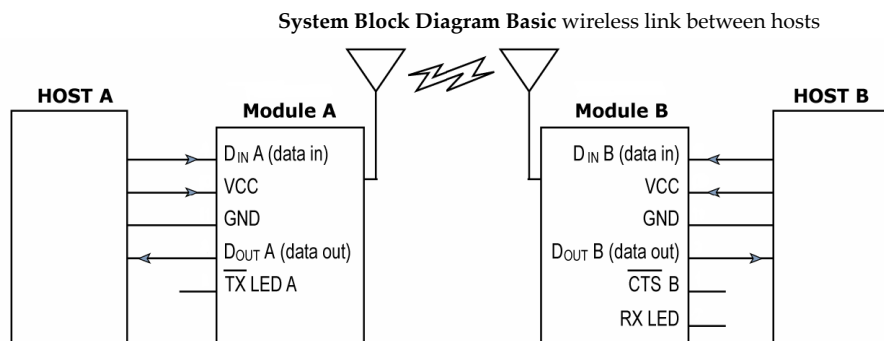 System Block Diagram Basic wireless link between hosts
HOST A
Module A
DIN A (data in)
VCC
GND
DOUT A (data out)
TX LED A
Module B
DIN B (data in)
VCC
GND
DOUT B (data out)
CTS B
RX LED
HOST B